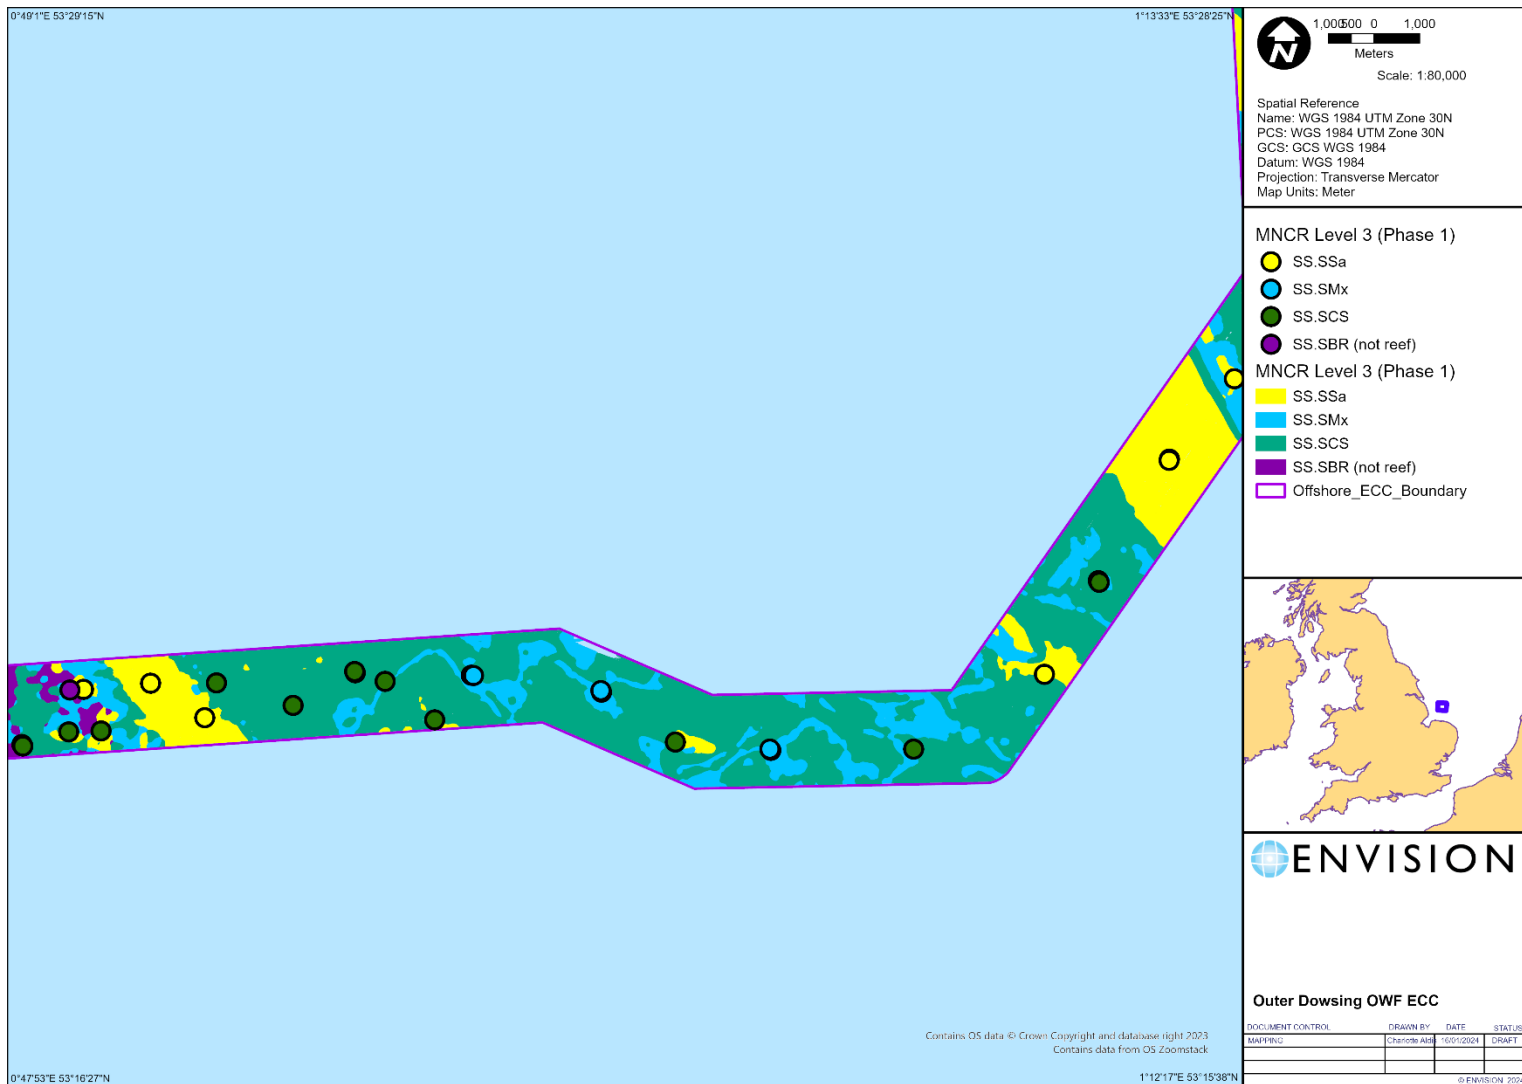 0°49'1"E 53°29'15"N
1°13'33"E 53°28'25"N
1,000 500 0 1,000
Meters
Scale: 1:80,000
Spatial Reference
Name: WGS 1984 UTM Zone 30N
PCS: WGS 1984 UTM Zone 30N
GCS: GCS WGS 1984
Datum: WGS 1984
Projection: Transverse Mercator
Map Units: Meter
MNCR Level 3 (Phase 1)
SS.SSa
SS.SMx
SS.SCS
SS.SBR (not reef)
MNCR Level 3 (Phase 1)
SS.SSa
SS.SMx
SS.SCS
SS.SBR (not reef)
Offshore_ECC_Boundary
N
ENVISION
Outer Dowsing OWF ECC
DOCUMENT CONTROL DRAWN BY DATE STATUS
MAPPING Charlotte 16/01/2024 DRAFT
© ENVISION 2024
Contains OS data © Crown Copyright and database right 2023
Contains data from OS Zoomstack
0°47'53"E 53°16'27"N
1°12'17"E 53°15'38"N